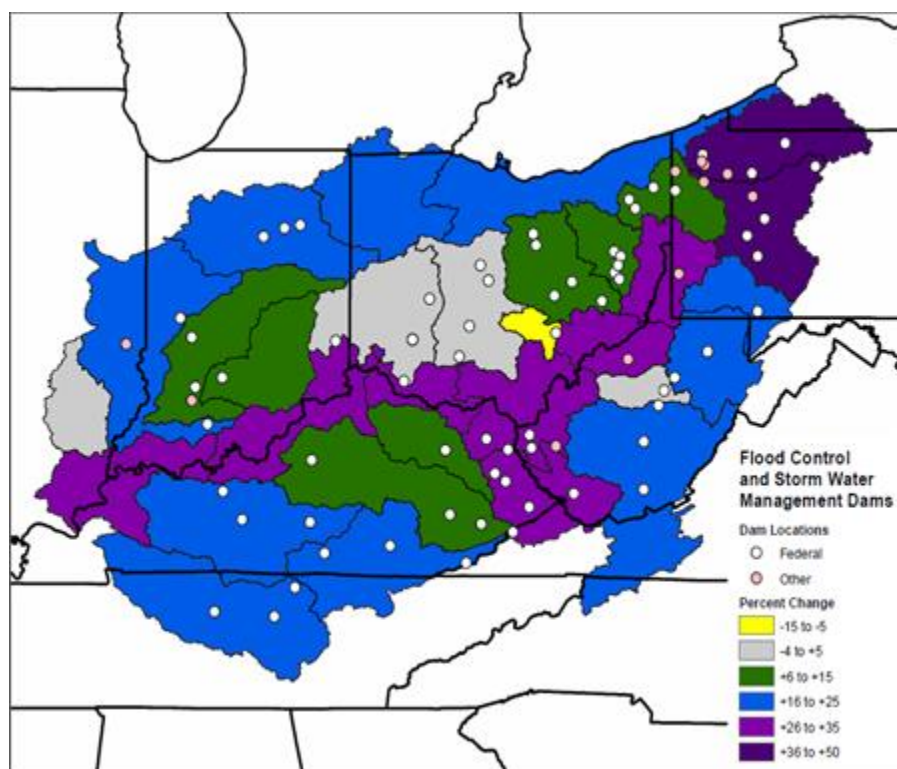 Flood Control
and Storm Water
Management Dams
Dam Locations
Federal
Other
Percent Change
-15 to -5
-4 to +5
+6 to +15
+16 to +25
+26 to +35
+36 to +50